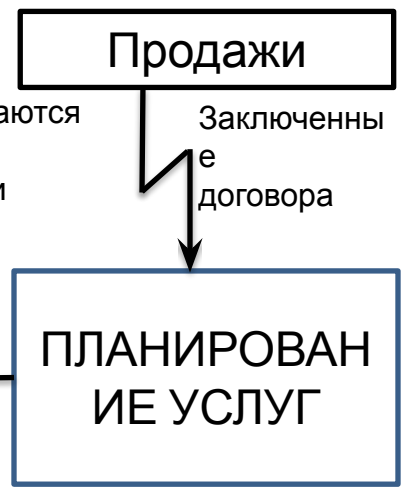 Продажи
аются
и
Заключенны
е
договора
ПЛАНИРОВАН
ИЕ УСЛУГ